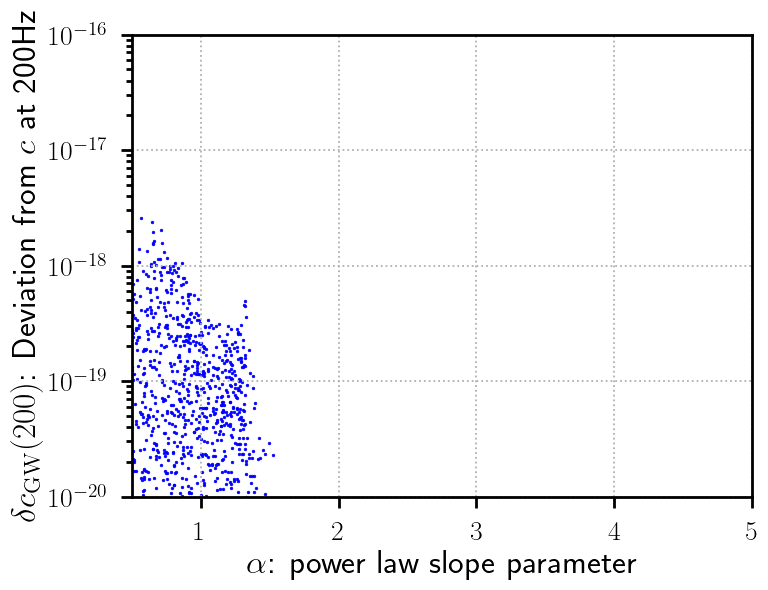 δc_GW(200): Deviation from c at 200Hz
10^−16
10^−17
10^−18
10^−19
10^−20
1 2 3 4 5
α: power law slope parameter